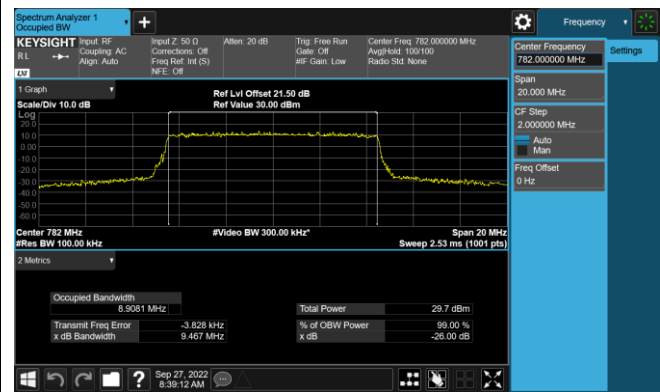 Spectrum Analyzer 1
Occupied BW
+
Frequency
KEYSIGHT
RL
LXI
Input: RF
Coupling: AC
Align: Auto
Input Z: 50 Ω
Corrections: Off
Freq Ref: Int (S)
NFE: Off
Atten: 20 dB
Trig: Free Run
Gate: Off
#IF Gain: Low
Center Freq: 782.000000 MHz
Avg|Hold: 100/100
Radio Std: None
Center Frequency
782.000000 MHz
Settings
Span
20.000 MHz
CF Step
2.000000 MHz
Auto
Man
Freq Offset
0 Hz
1 Graph
Scale/Div 10.0 dB
Ref Lvl Offset 21.50 dB
Ref Value 30.00 dBm
Log
20.0
10.0
0.00
-10.0
-20.0
-30.0
-40.0
-50.0
-60.0
Center 782 MHz
#Video BW 300.00 kHz*
Span 20 MHz
#Res BW 100.00 kHz
Sweep 2.53 ms (1001 pts)
2 Metrics
Occupied Bandwidth
8.9081 MHz
Total Power 29.7 dBm
Transmit Freq Error -3.828 kHz
% of OBW Power 99.00 %
x dB Bandwidth 9.467 MHz
x dB -26.00 dB
?
Sep 27, 2022
8:39:12 AM